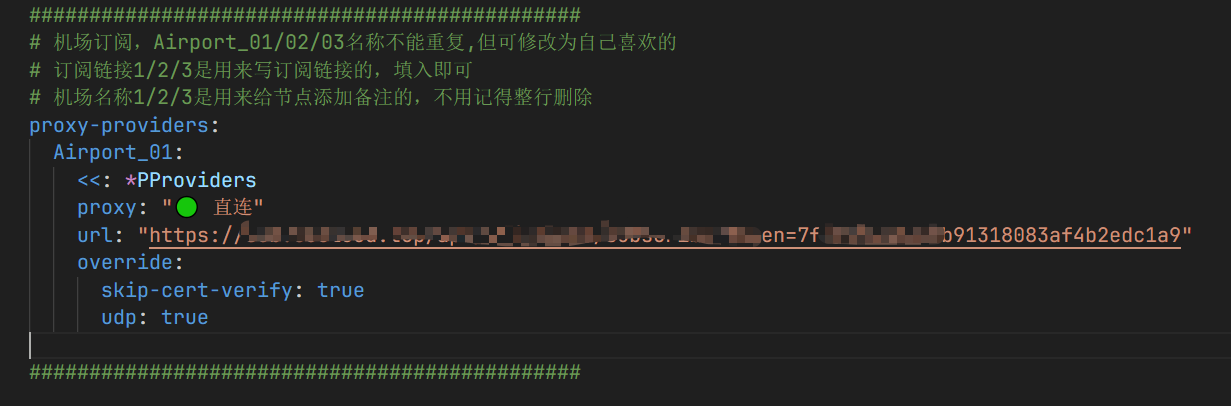 ##############################################
# 机场订阅，Airport_01/02/03名称不能重复,但可修改为自己喜欢的
# 订阅链接1/2/3是用来写订阅链接的，填入即可
# 机场名称1/2/3是用来给节点添加备注的，不用记得整行删除
proxy-providers:
Airport_01:
<<: *PProviders
proxy: "🟢 直连"
url: "https:// en=7f b91318083af4b2edc1a9"
override:
skip-cert-verify: true
udp: true
##############################################